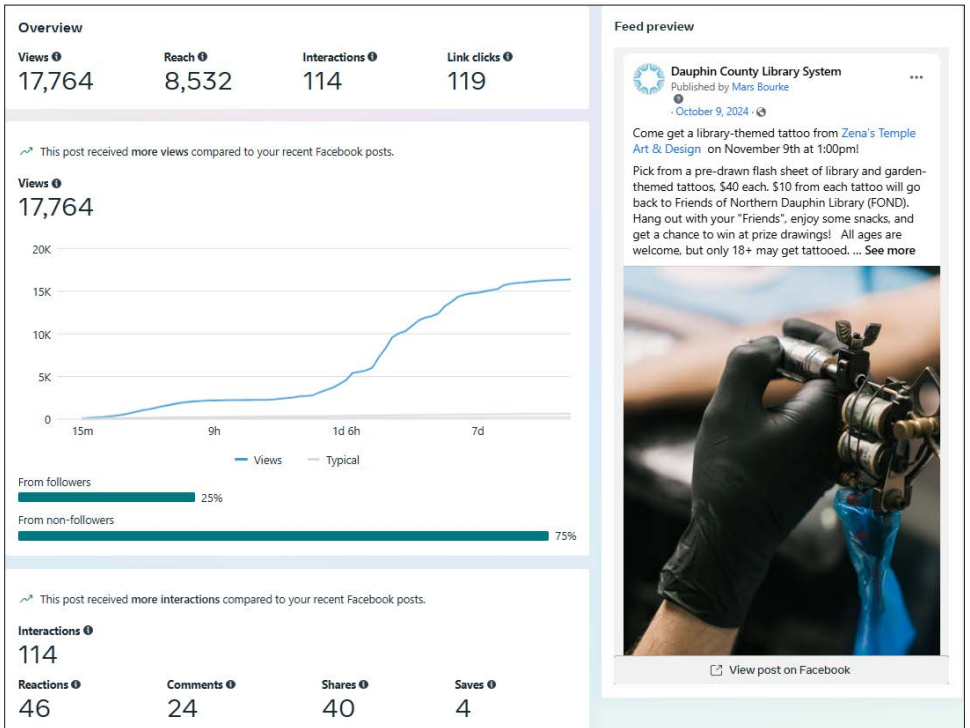 Overview
Views
17,764
Reach
8,532
Interactions
114
Link clicks
119
This post received more views compared to your recent Facebook posts.
Views
17,764
20K
15K
10K
5K
0
15m
9h
1d 6h
7d
Views
Typical
From followers
25%
From non-followers
75%
This post received more interactions compared to your recent Facebook posts.
Interactions
114
Reactions
46
Comments
24
Shares
40
Saves
4
Feed preview
Dauphin County Library System
Published by Mars Bourke
· October 9, 2024 ·
Come get a library-themed tattoo from Zena's Temple
Art & Design on November 9th at 1:00pm!
Pick from a pre-drawn flash sheet of library and garden-
themed tattoos, $40 each. $10 from each tattoo will go
back to Friends of Northern Dauphin Library (FOND).
Hang out with your "Friends", enjoy some snacks, and
get a chance to win at prize drawings! All ages are
welcome, but only 18+ may get tattooed. ... See more
View post on Facebook